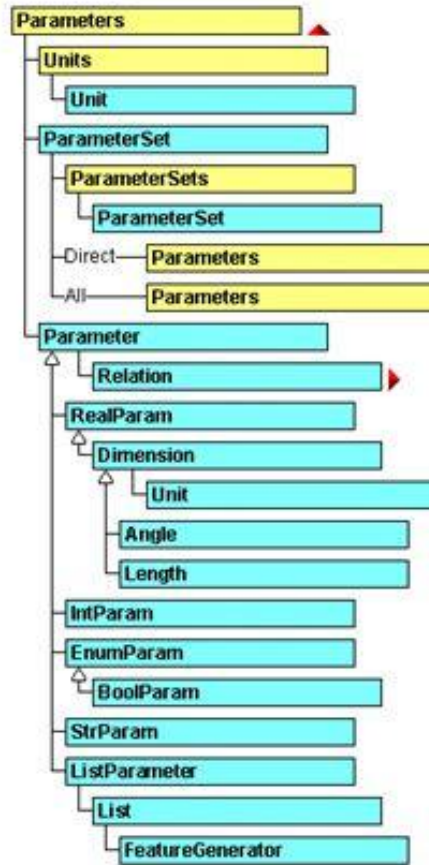 Parameters
Units
Unit
ParameterSet
ParameterSets
ParameterSet
Direct Parameters
All Parameters
Parameter
Relation
RealParam
Dimension
Unit
Angle
Length
IntParam
EnumParam
BoolParam
StrParam
ListParameter
List
FeatureGenerator